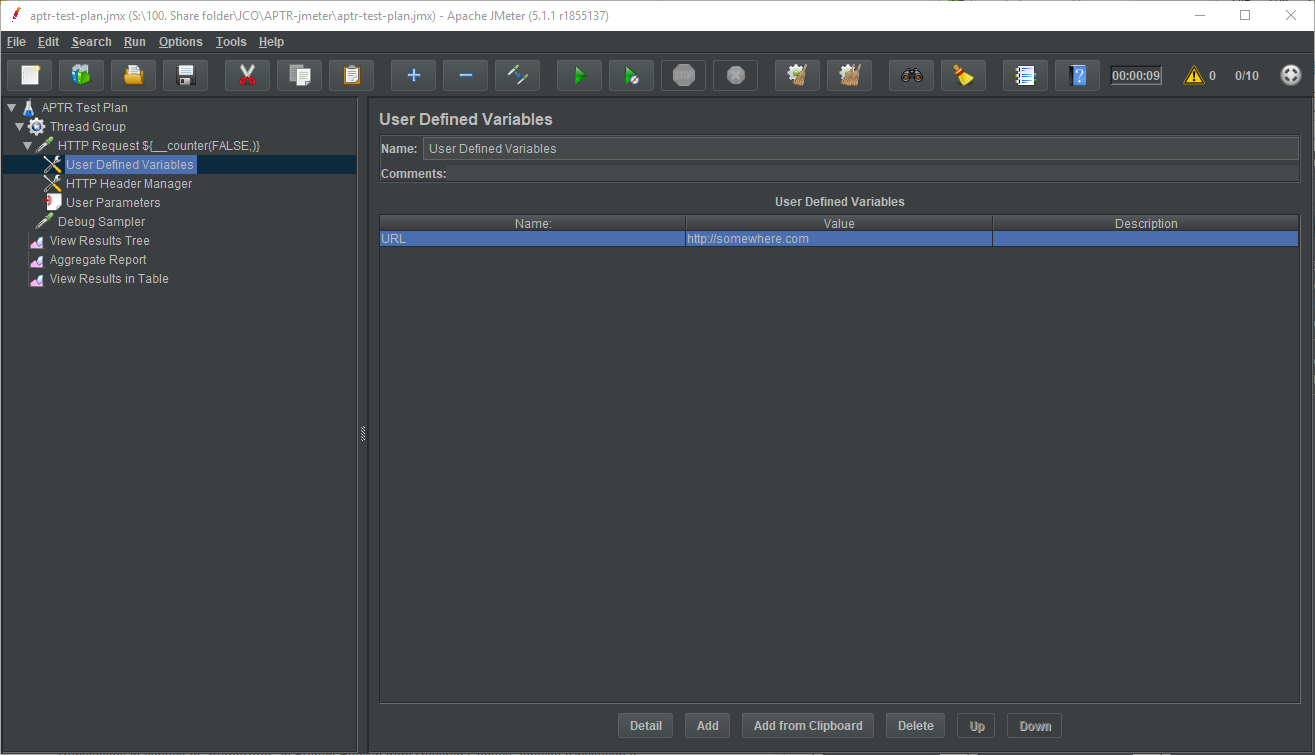 aptr-test-plan.jmx (S:\100. Share folder\JCO\APTR-jmeter\aptr-test-plan.jmx) - Apache JMeter (5.1.1 r1855137)
File Edit Search Run Options Tools Help
STOP 00:00:09 0 0/10
APTR Test Plan
Thread Group
HTTP Request ${__counter(FALSE,)}
User Defined Variables
HTTP Header Manager
User Parameters
Debug Sampler
View Results Tree
Aggregate Report
View Results in Table
User Defined Variables
Name: User Defined Variables
Comments:
User Defined Variables
Name: Value Description
URL http://somewhere.com
Detail Add Add from Clipboard Delete Up Down